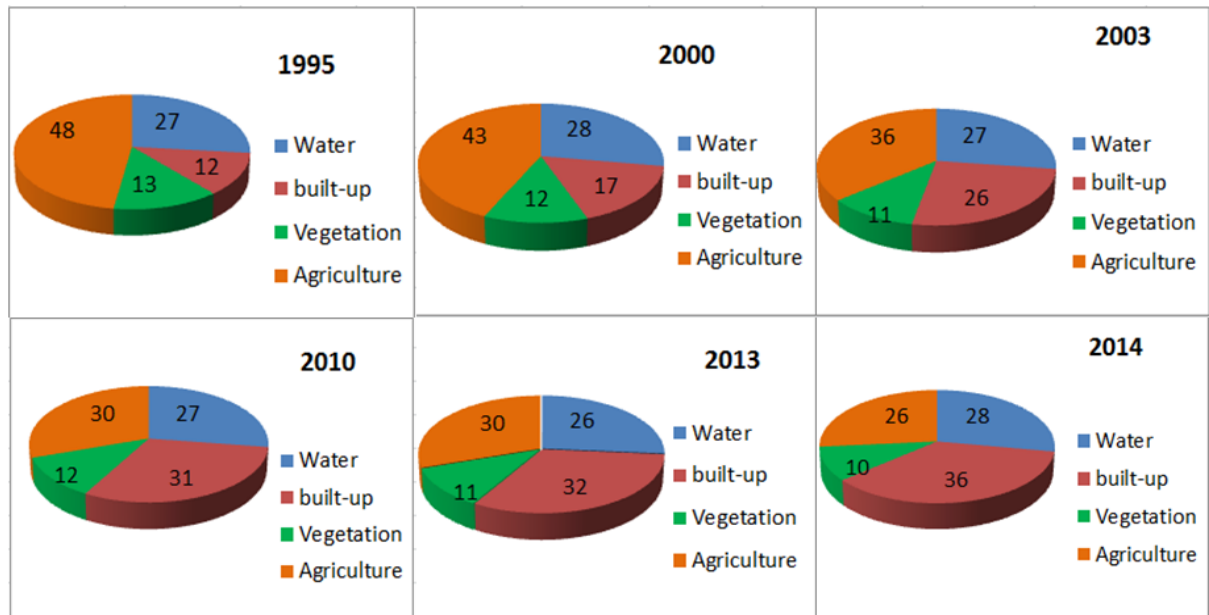 1995
48
27
12
13
Water
built-up
Vegetation
Agriculture
2000
43
28
17
12
Water
built-up
Vegetation
Agriculture
2003
36
27
26
11
Water
built-up
Vegetation
Agriculture
2010
30
27
31
12
Water
built-up
Vegetation
Agriculture
2013
30
26
32
11
Water
built-up
Vegetation
Agriculture
2014
26
28
36
10
Water
built-up
Vegetation
Agriculture